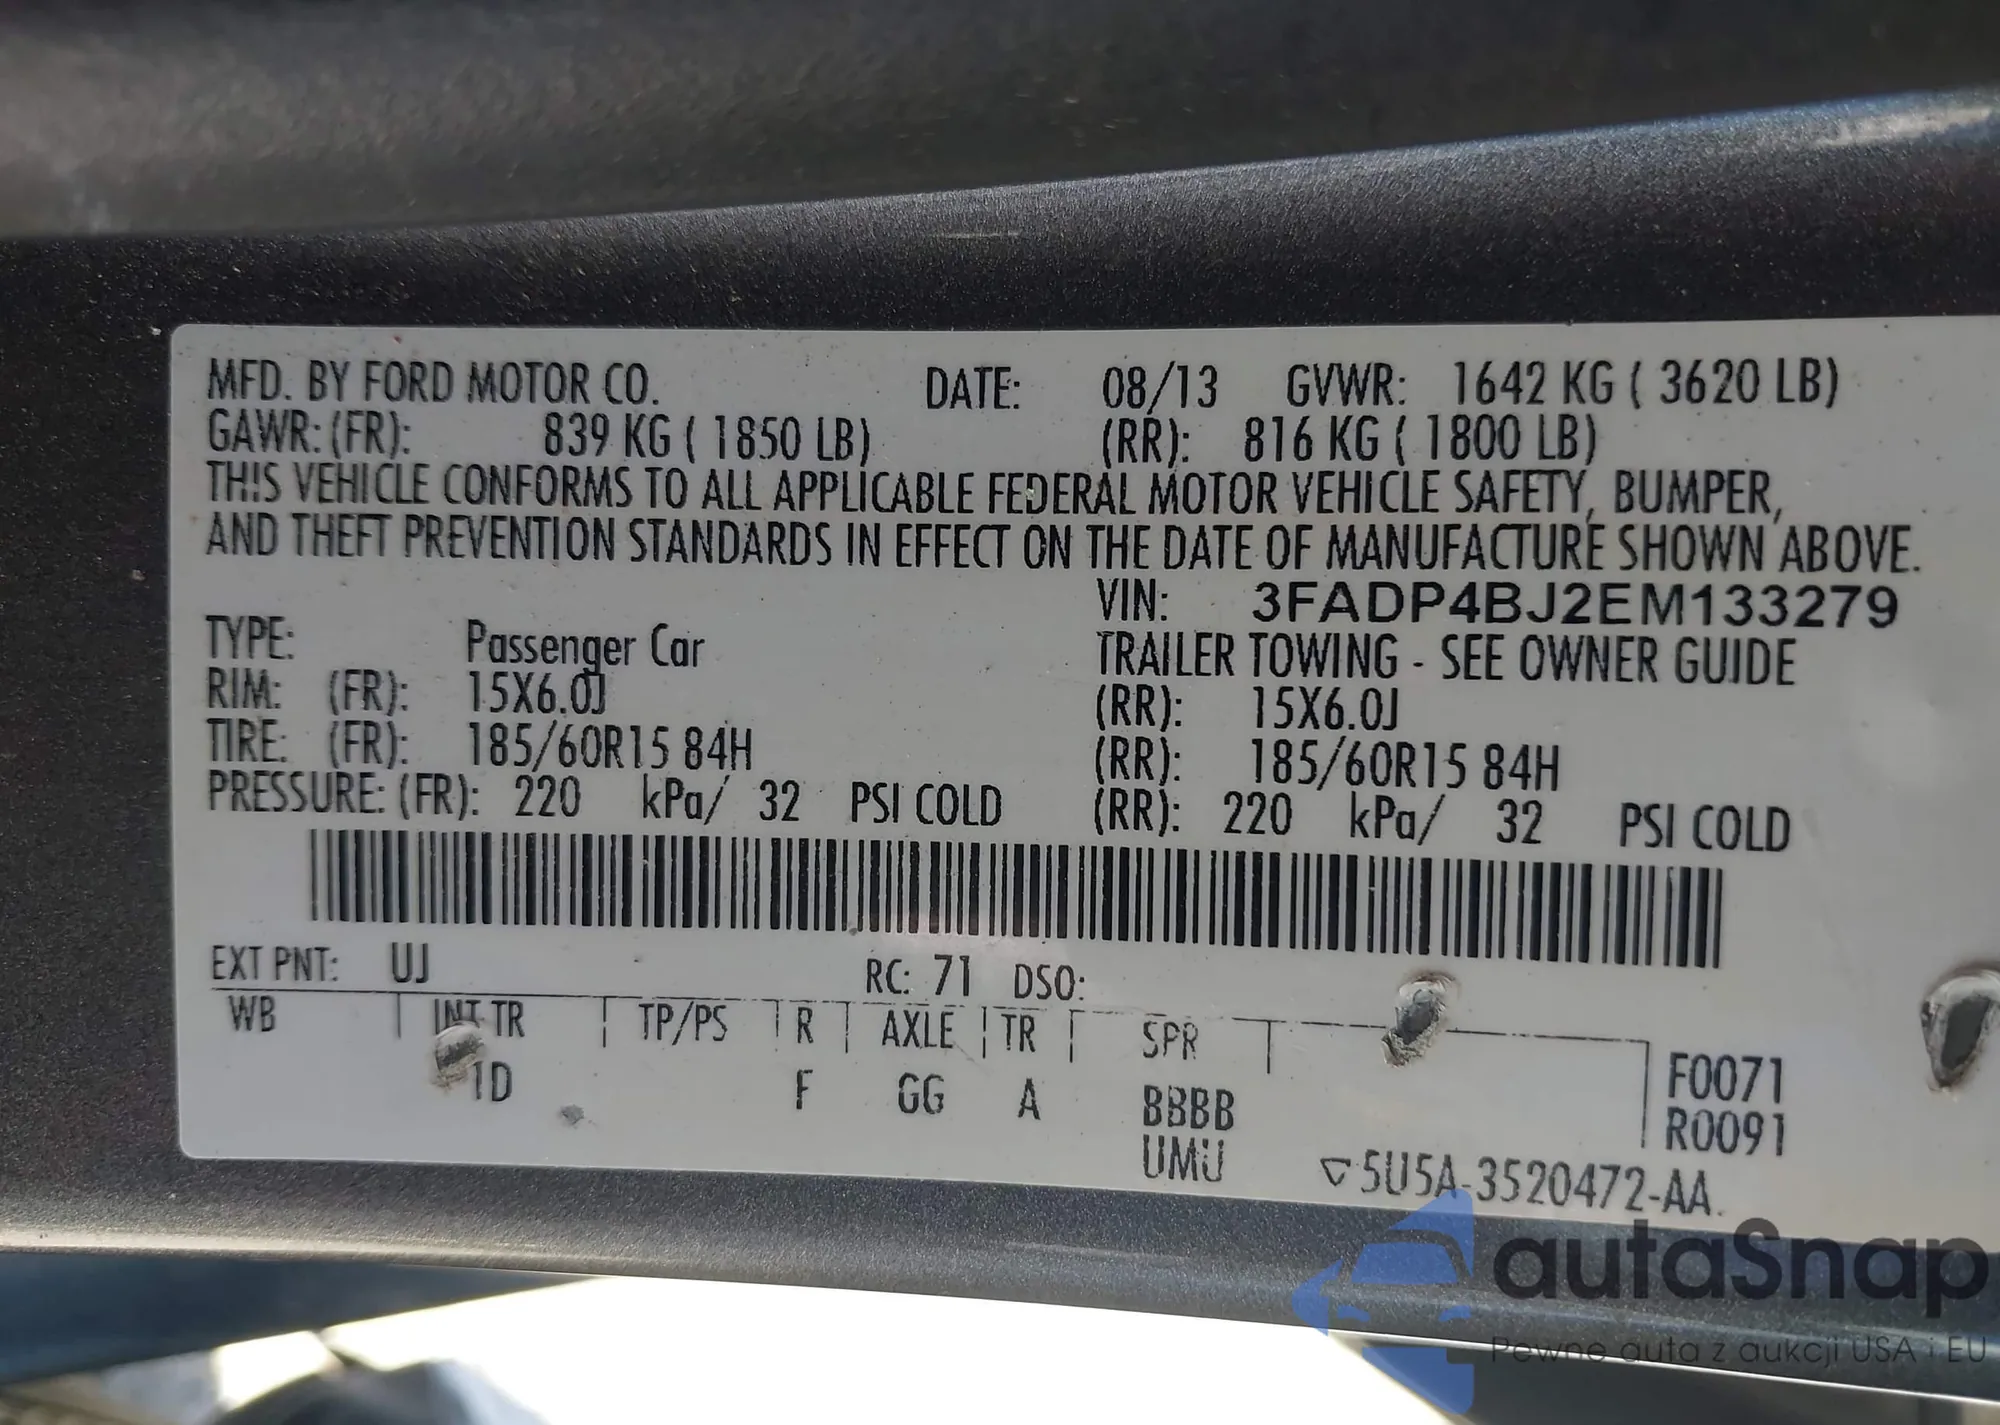 MFD. BY FORD MOTOR CO. DATE: 08/13 GVWR: 1642 KG ( 3620 LB)
GAWR: (FR): 839 KG ( 1850 LB) (RR): 816 KG ( 1800 LB)
THIS VEHICLE CONFORMS TO ALL APPLICABLE FEDERAL MOTOR VEHICLE SAFETY, BUMPER,
AND THEFT PREVENTION STANDARDS IN EFFECT ON THE DATE OF MANUFACTURE SHOWN ABOVE.
VIN: 3FADP4BJ2EM133279
TYPE: Passenger Car TRAILER TOWING - SEE OWNER GUIDE
RIM: (FR): 15X6.0J (RR): 15X6.0J
TIRE: (FR): 185/60R15 84H (RR): 185/60R15 84H
PRESSURE: (FR): 220 kPa/ 32 PSI COLD (RR): 220 kPa/ 32 PSI COLD
EXT PNT: UJ RC: 71 DSO:
WB INT TR TP/PS R AXLE TR SPR
1D F GG A BBBB
UMU
F0071
R0091
5U5A-3520472-AA.
autaSnap
Pewne auta z aukcji USA i EU